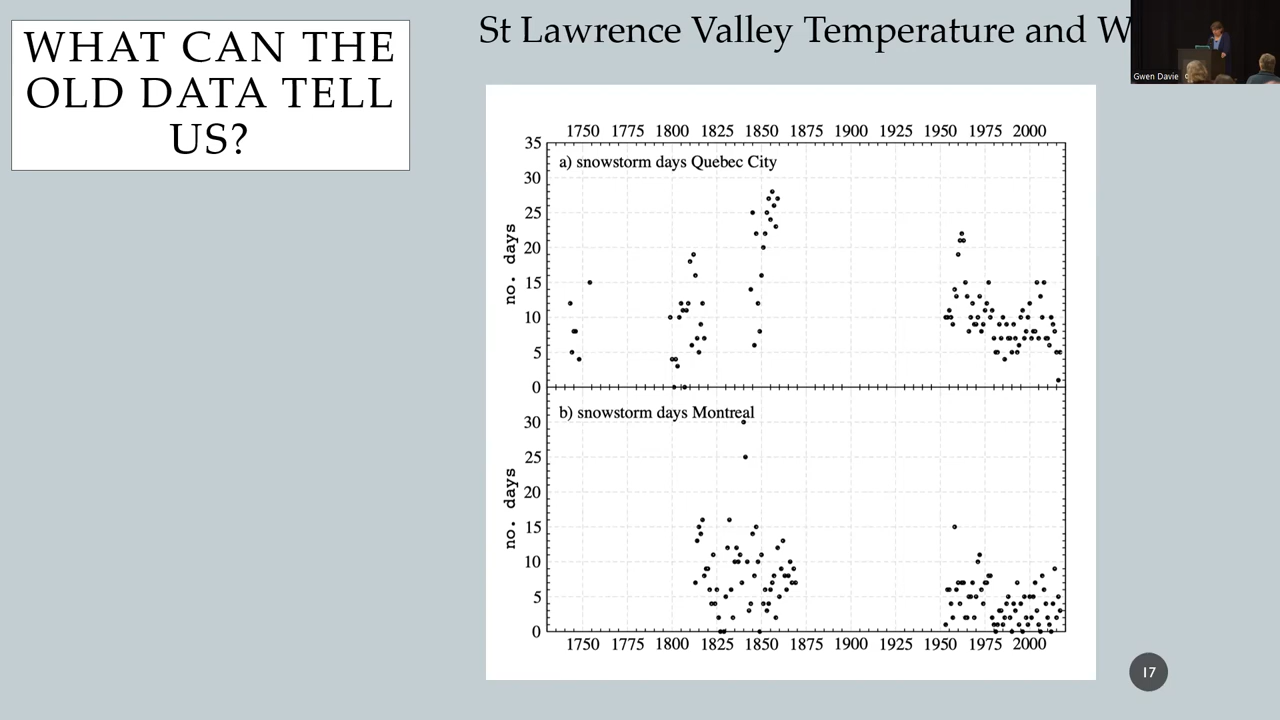 WHAT CAN THE
OLD DATA TELL
US?
St Lawrence Valley Temperature and W
Gwen Davie
1750 1775 1800 1825 1850 1875 1900 1925 1950 1975 2000
35
a) snowstorm days Quebec City
30
25
20
15
10
5
0
no. days
b) snowstorm days Montreal
30
25
20
15
10
5
0
no. days
1750 1775 1800 1825 1850 1875 1900 1925 1950 1975 2000
17